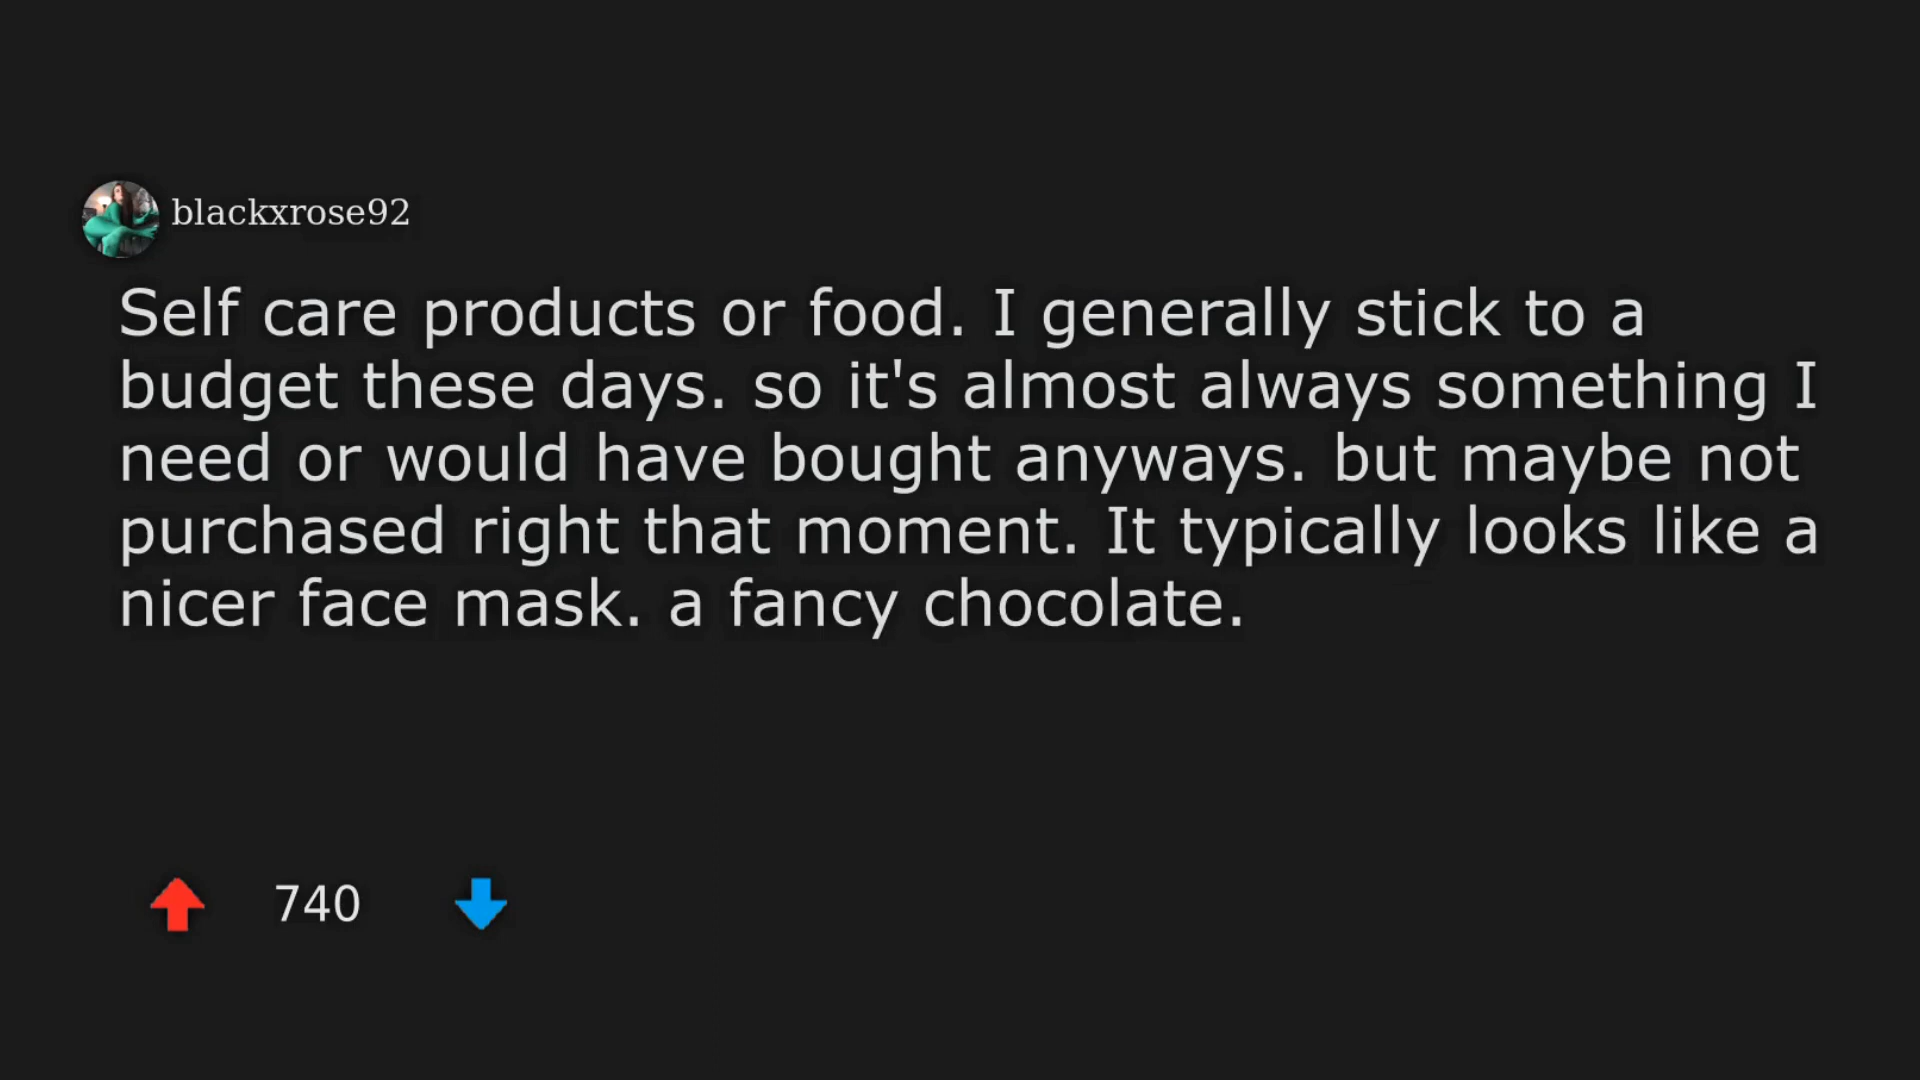 blackxrose92
Self care products or food. I generally stick to a
budget these days. so it's almost always something I
need or would have bought anyways. but maybe not
purchased right that moment. It typically looks like a
nicer face mask. a fancy chocolate.
740